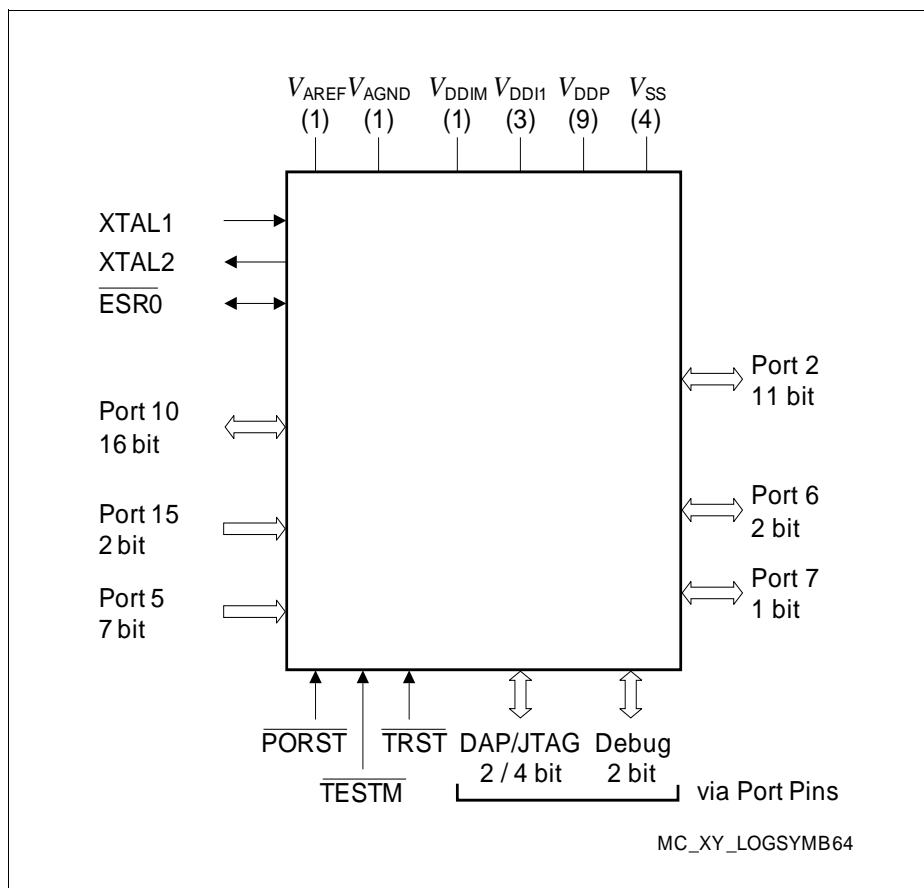 VAREF VAGND VDDIM VDDI1 VDDP VSS
(1) (1) (1) (3) (9) (4)
XTAL1
XTAL2
ESR0
Port 10
16 bit
Port 15
2 bit
Port 5
7 bit
Port 2
11 bit
Port 6
2 bit
Port 7
1 bit
PORST TRST DAP/JTAG Debug
2 / 4 bit 2 bit
TESTM
via Port Pins
MC_XY_LOGSYMB64